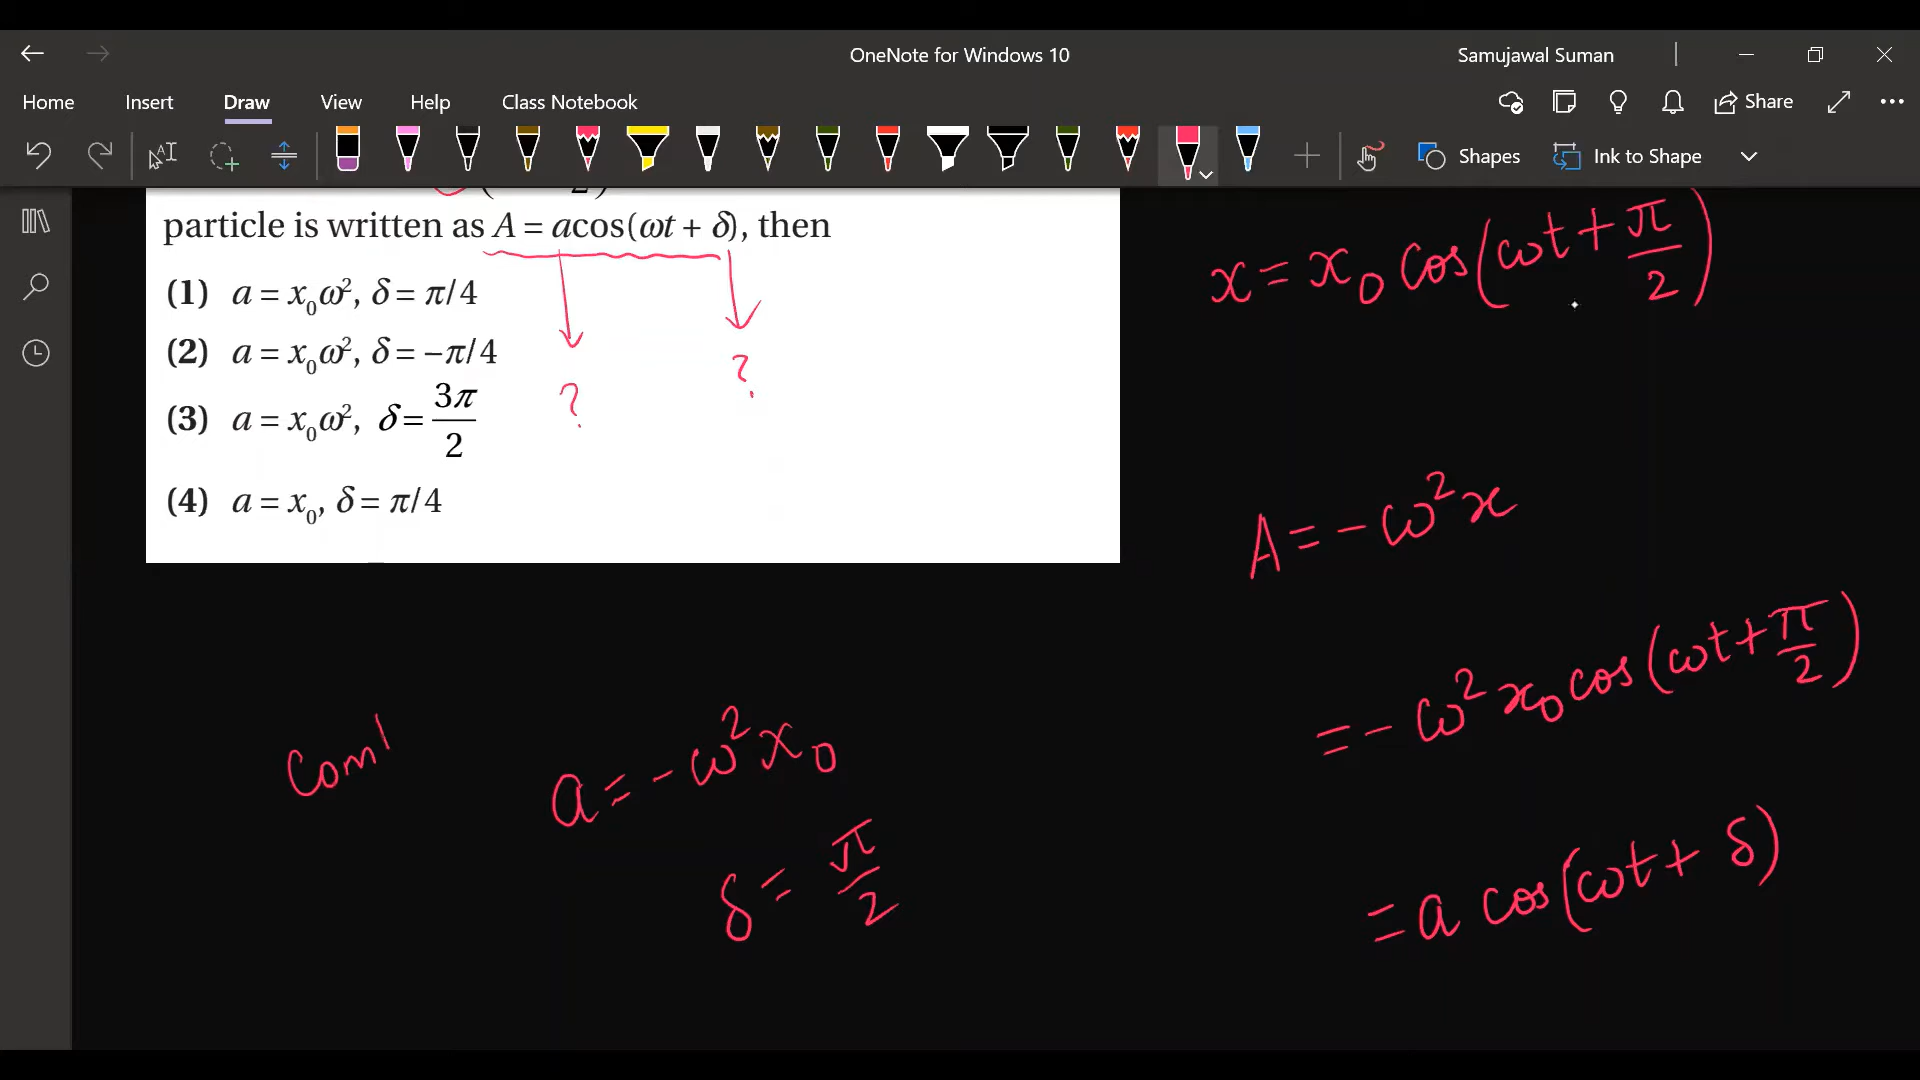 OneNote for Windows 10
Samujawal Suman
Home Insert Draw View Help Class Notebook
Share
Shapes Ink to Shape
particle is written as A = acos(ωt + δ), then
(1) a = x₀ω², δ = π/4
(2) a = x₀ω², δ = −π/4
(3) a = x₀ω², δ = 3π/2
(4) a = x₀, δ = π/4
?
?
x = x₀ cos(ωt + π/2)
A = −ω²x
= −ω²x₀ cos(ωt + π/2)
= a cos(ωt + δ)
Com
a = −ω²x₀
δ = π/2